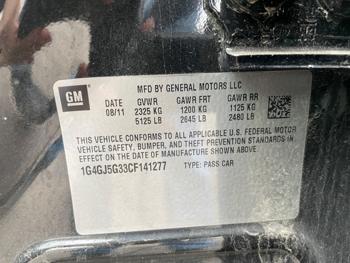 MFD BY GENERAL MOTORS LLC
GM
DATE GVWR GAWR FRT GAWR RR
08/11 2325 KG 1200 KG 1125 KG
5125 LB 2645 LB 2480 LB
THIS VEHICLE CONFORMS TO ALL APPLICABLE U.S. FEDERAL MOTOR
VEHICLE SAFETY, BUMPER, AND THEFT PREVENTION STANDARDS
IN EFFECT ON THE DATE OF MANUFACTURE SHOWN ABOVE.
1G4GJ5G33CF141277 TYPE: PASS CAR